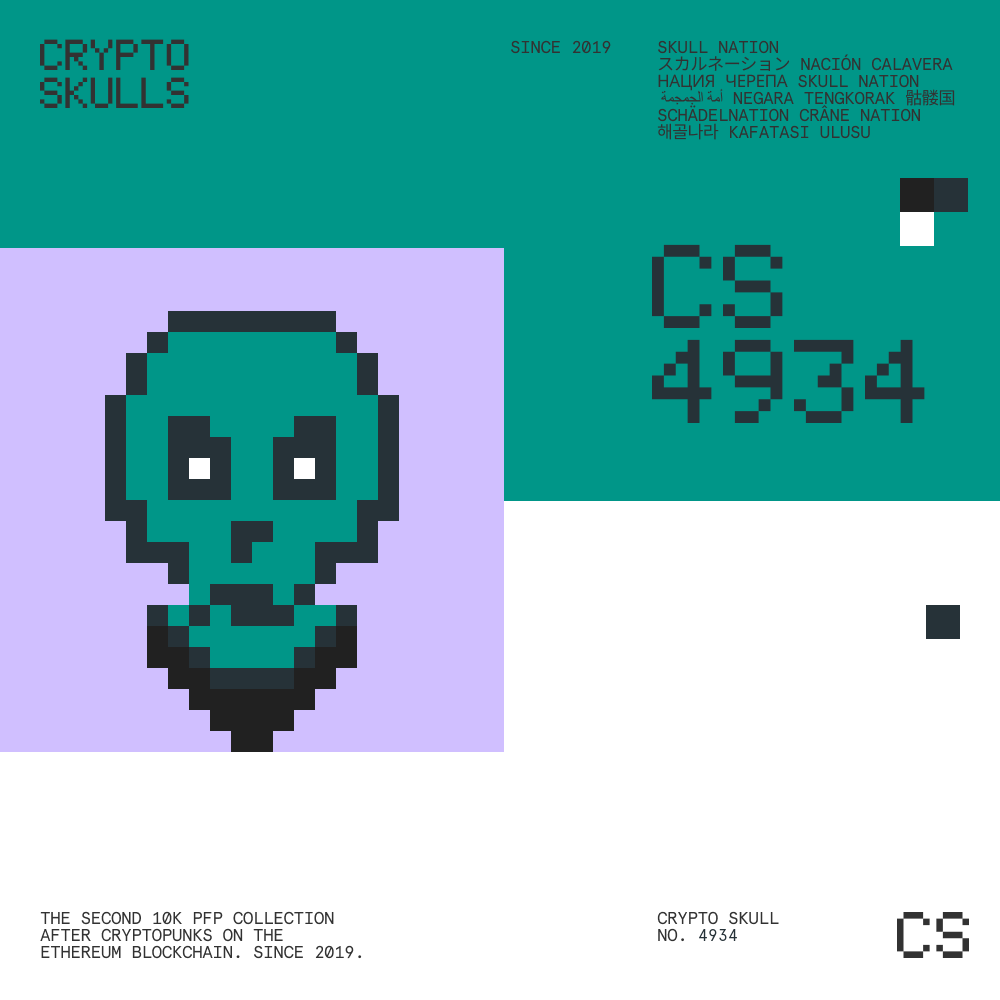 CRYPTO
SKULLS
SINCE 2019
SKULL NATION
スカルネーション NACIÓN CALAVERA
НАЦИЯ ЧЕРЕПА SKULL NATION
أمة الجمجمة NEGARA TENGKORAK 骷髅国
SCHÄDELNATION CRÂNE NATION
해골나라 KAFATASI ULUSU
CS
4934
THE SECOND 10K PFP COLLECTION
AFTER CRYPTOPUNKS ON THE
ETHEREUM BLOCKCHAIN. SINCE 2019.
CRYPTO SKULL
NO. 4934
CS